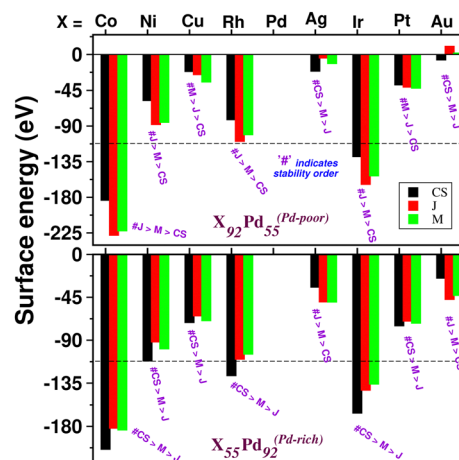 X = Co Ni Cu Rh Pd Ag Ir Pt Au
Surface energy (eV)
0
-45
-90
-135
-180
-225
#J > M > CS
#J > M > CS
#M > J > CS
#J > M > CS
#CS > M > J
#J > M > CS
#M > J > CS
'#' indicates
stability order
CS
J
M
X92Pd55 (Pd-poor)
0
-45
-90
-135
-180
#CS > M > J
#CS > M > J
#CS > M > J
#CS > M > J
#J > M > CS
#CS > M > J
#CS > M > J
#J > M > CS
X55Pd92 (Pd-rich)